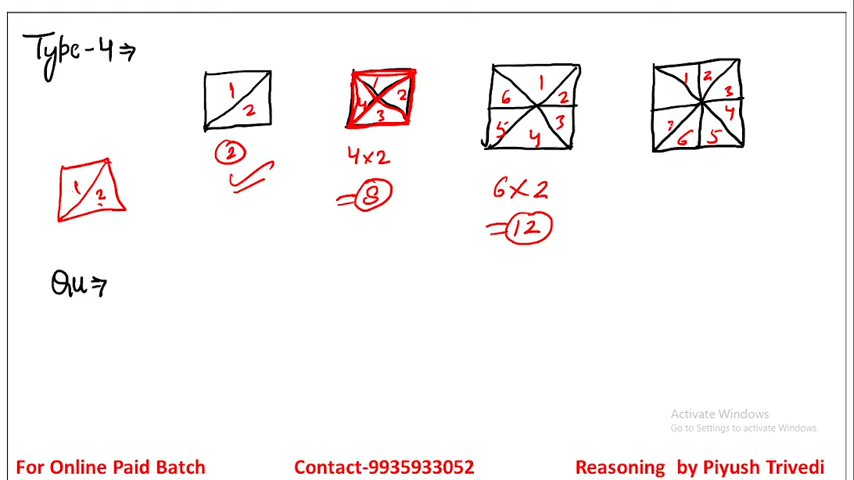 Type-4 ⇒
1 2
1 2 3 4
1 2 3 4 5 6
1 2 3 4 5 6 7
2
4×2
=8
6×2
=12
1 2
Qu ⇒
Activate Windows
Go to Settings to activate Windows.
For Online Paid Batch Contact-9935933052 Reasoning by Piyush Trivedi